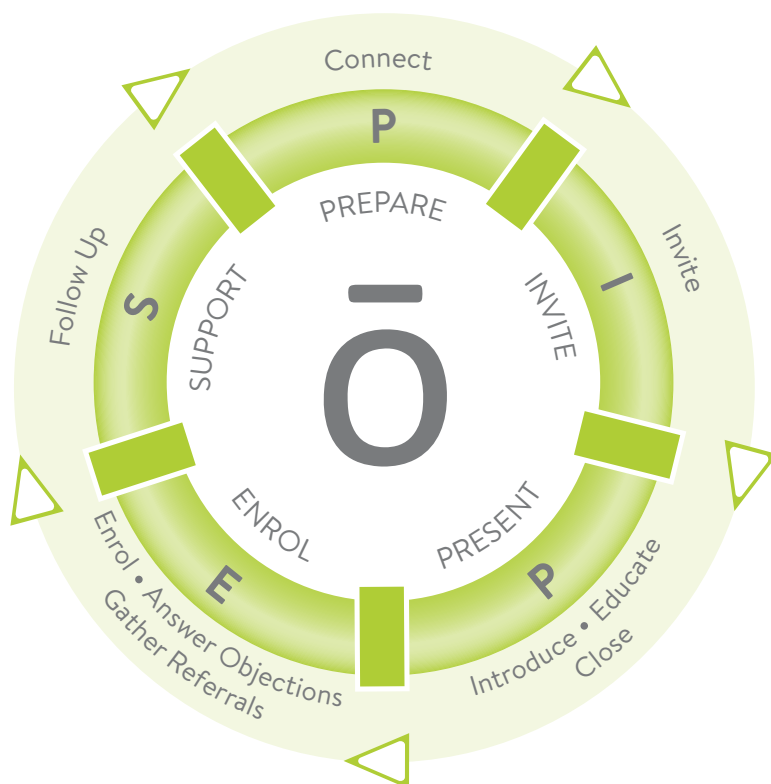 Connect
P
PREPARE
Invite
I
INVITE
Introduce • Educate
Close
P
PRESENT
Enrol • Answer Objections
Gather Referrals
E
ENROL
Follow Up
S
SUPPORT
ō